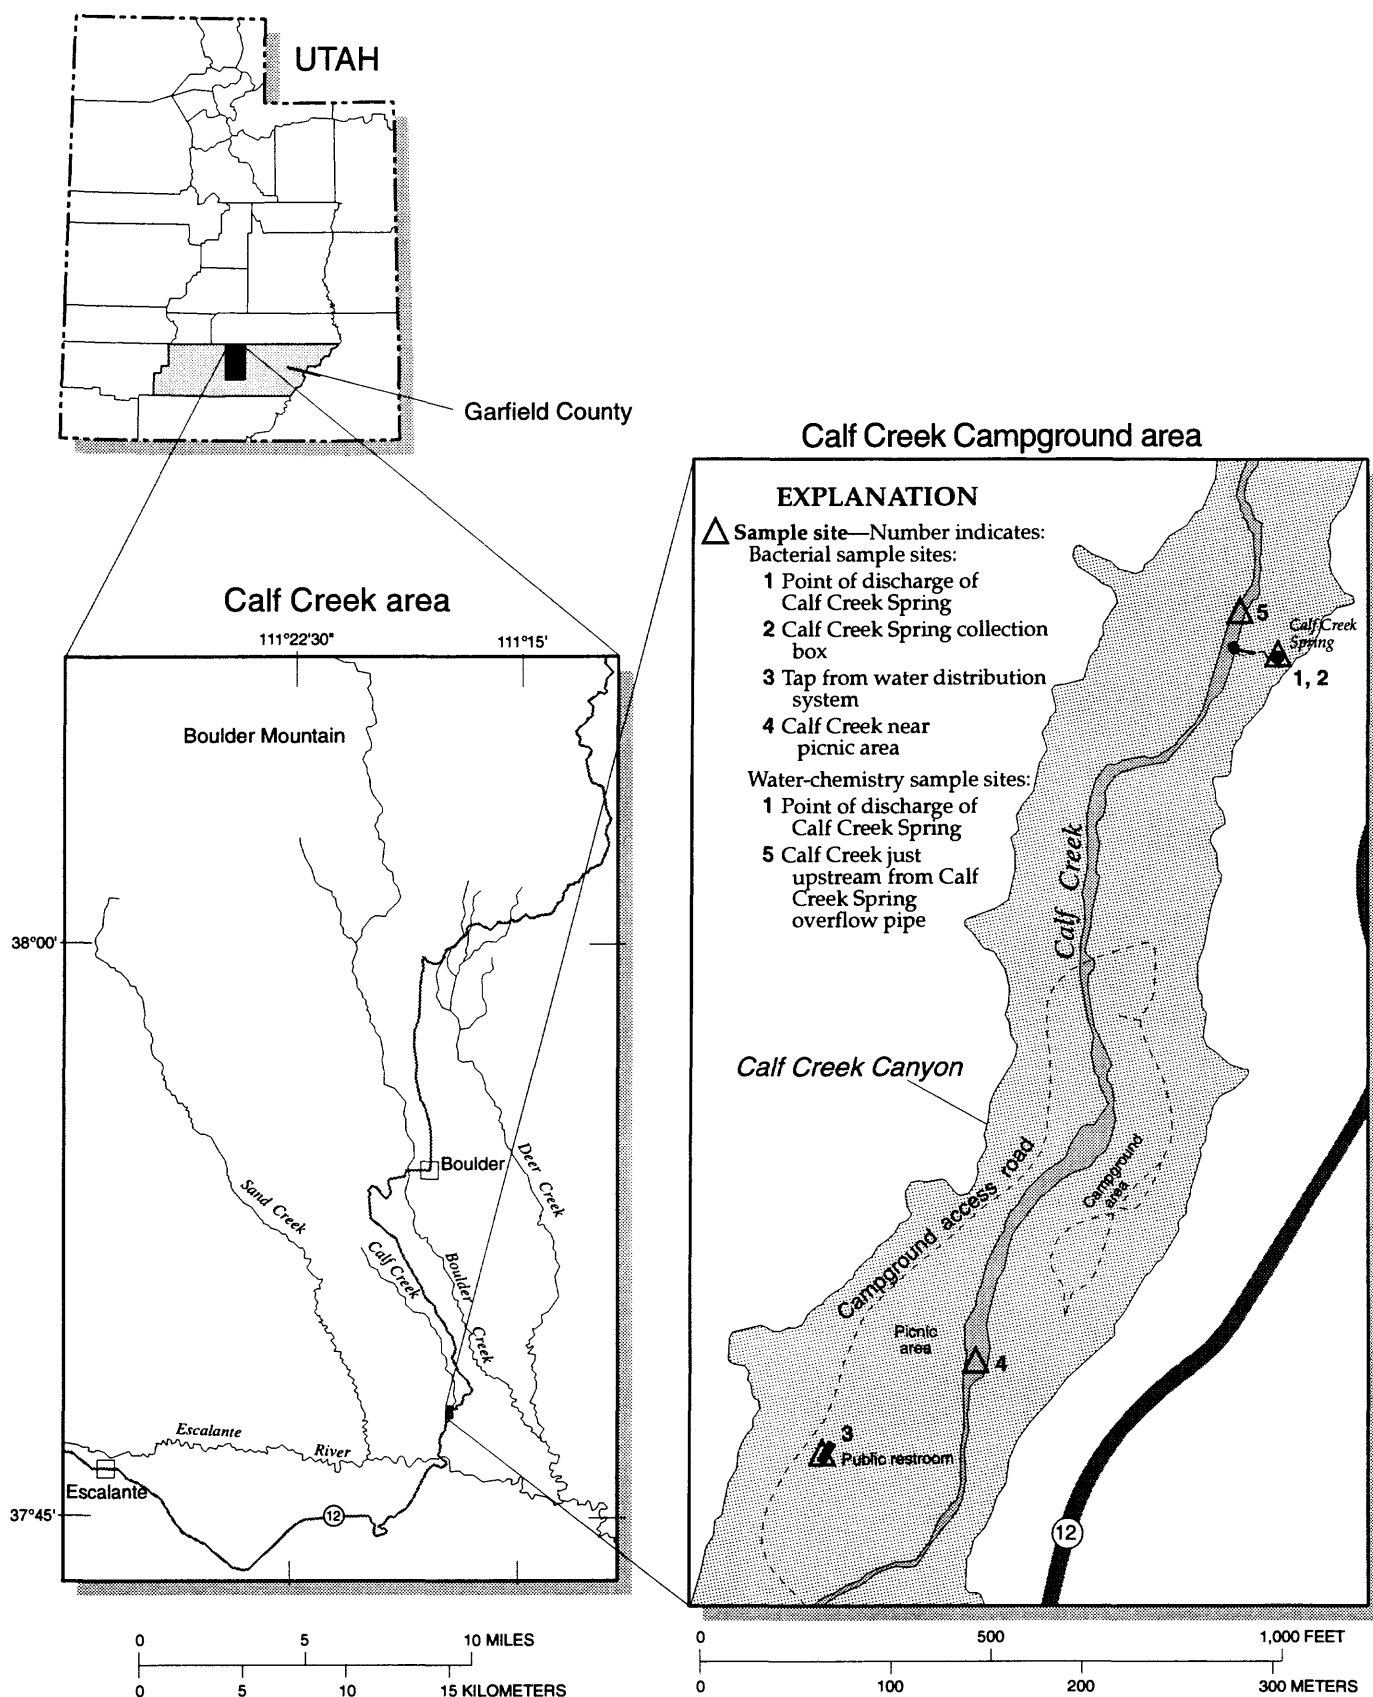 UTAH
Garfield County
Calf Creek area
111°22'30"
111°15'
Boulder Mountain
38°00'
Boulder
Deer Creek
Sand Creek
Calf Creek
Boulder Creek
Escalante River
Escalante
37°45'
12
0 5 10 MILES
0 5 10 15 KILOMETERS
Calf Creek Campground area
EXPLANATION
Sample site—Number indicates:
Bacterial sample sites:
1 Point of discharge of
Calf Creek Spring
2 Calf Creek Spring collection
box
3 Tap from water distribution
system
4 Calf Creek near
picnic area
Water-chemistry sample sites:
1 Point of discharge of
Calf Creek Spring
5 Calf Creek just
upstream from Calf
Creek Spring
overflow pipe
5
Calf Creek
Spring
1, 2
Calf Creek
Calf Creek Canyon
Campground access road
Campground
area
Picnic
area
4
3
Public restroom
12
0 500 1,000 FEET
0 100 200 300 METERS